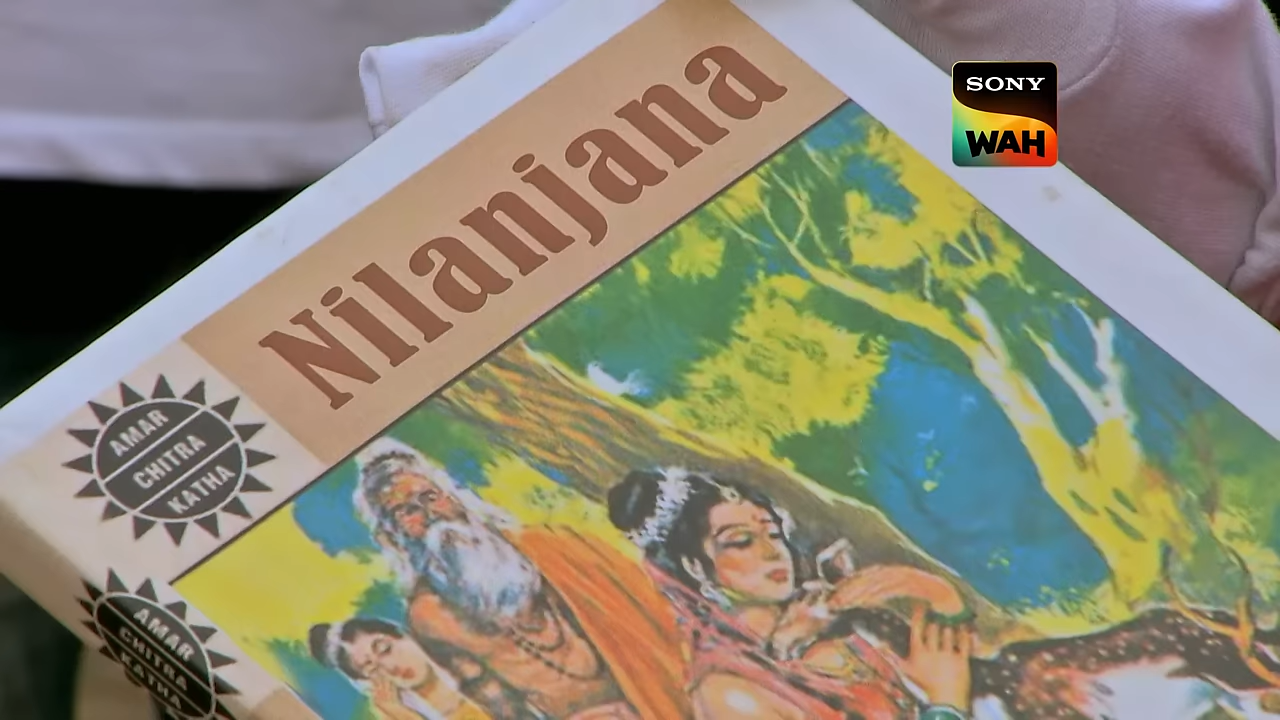 Nilanjana
SONY
WAH
AMAR
CHITRA
KATHA
AMAR
CHITRA
KATHA